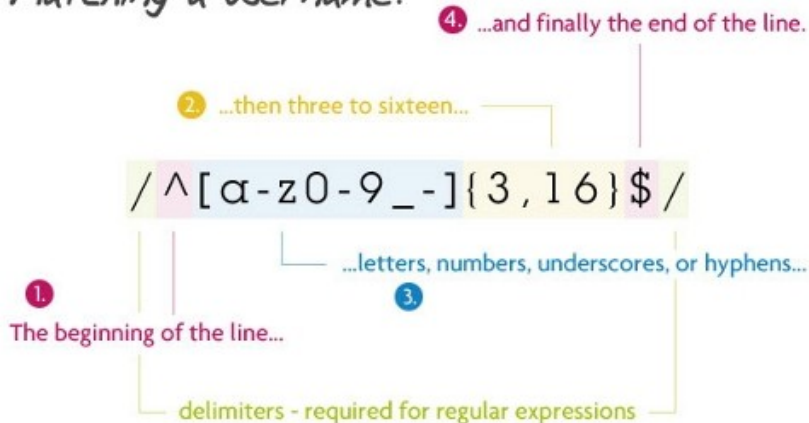 Matching a username:
4. ...and finally the end of the line.
2. ...then three to sixteen...
/^[a-z0-9_-]{3,16}$/
...letters, numbers, underscores, or hyphens...
3.
1.
The beginning of the line...
delimiters - required for regular expressions